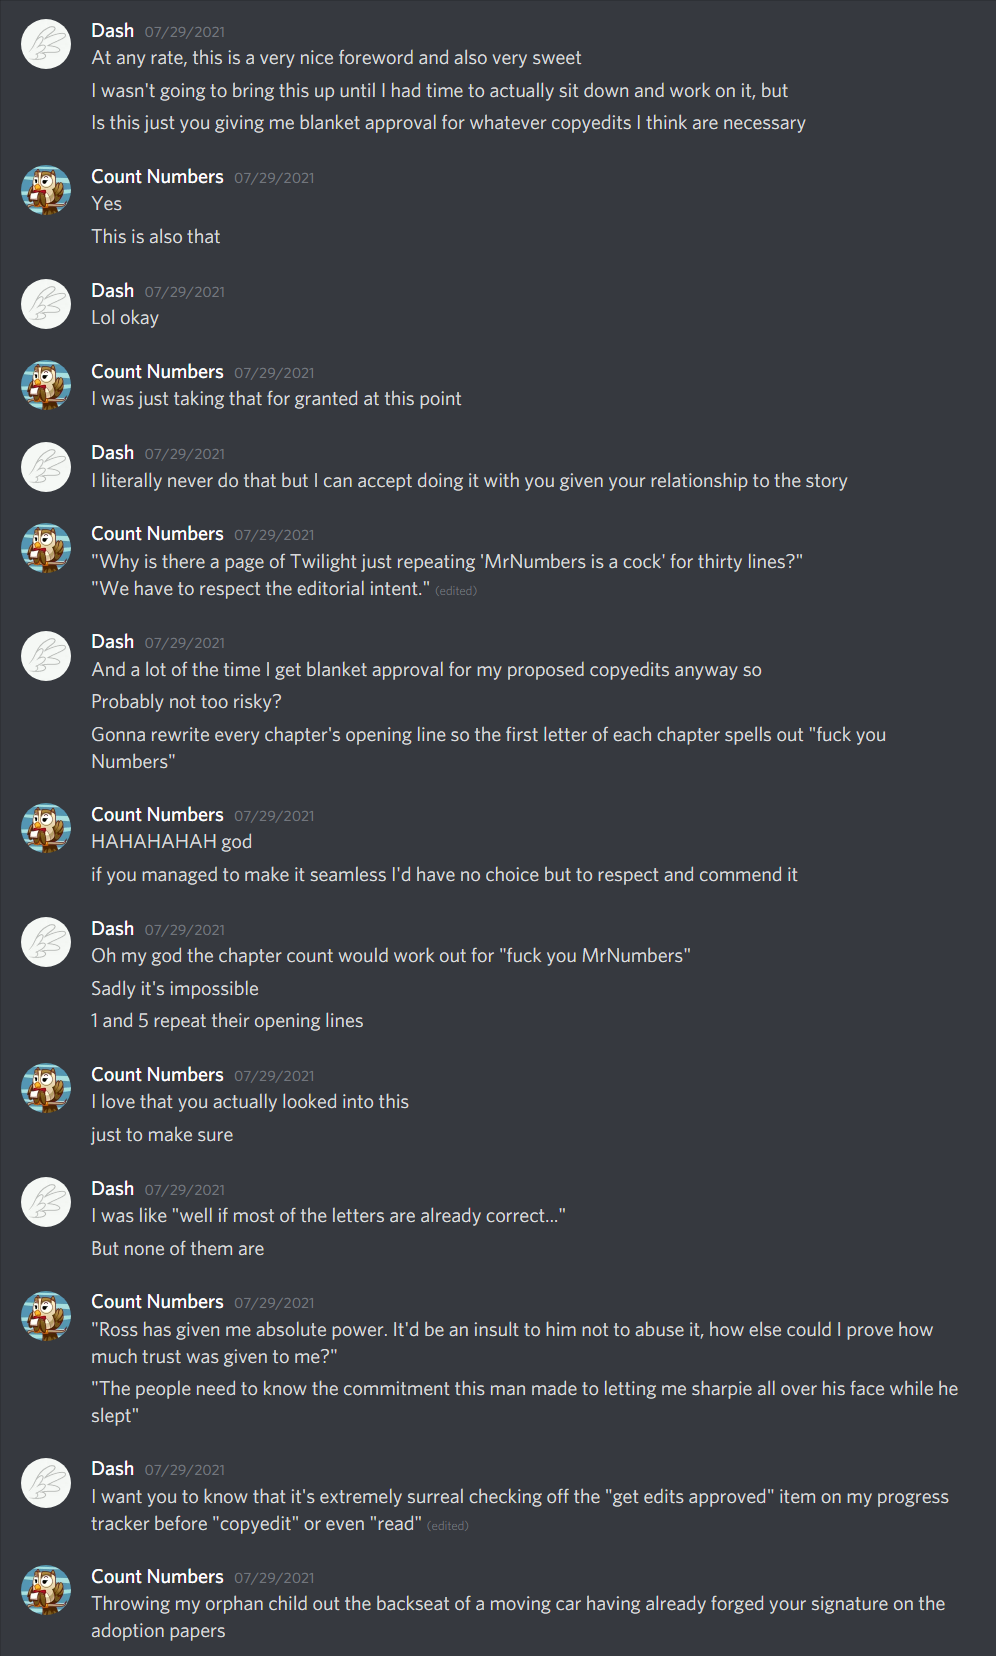 Dash 07/29/2021
At any rate, this is a very nice foreword and also very sweet
I wasn't going to bring this up until I had time to actually sit down and work on it, but
Is this just you giving me blanket approval for whatever copyedits I think are necessary
Count Numbers 07/29/2021
Yes
This is also that
Dash 07/29/2021
Lol okay
Count Numbers 07/29/2021
I was just taking that for granted at this point
Dash 07/29/2021
I literally never do that but I can accept doing it with you given your relationship to the story
Count Numbers 07/29/2021
"Why is there a page of Twilight just repeating 'MrNumbers is a cock' for thirty lines?"
"We have to respect the editorial intent." (edited)
Dash 07/29/2021
And a lot of the time I get blanket approval for my proposed copyedits anyway so
Probably not too risky?
Gonna rewrite every chapter's opening line so the first letter of each chapter spells out "fuck you
Numbers"
Count Numbers 07/29/2021
HAHAHAHAH god
if you managed to make it seamless I'd have no choice but to respect and commend it
Dash 07/29/2021
Oh my god the chapter count would work out for "fuck you MrNumbers"
Sadly it's impossible
1 and 5 repeat their opening lines
Count Numbers 07/29/2021
I love that you actually looked into this
just to make sure
Dash 07/29/2021
I was like "well if most of the letters are already correct..."
But none of them are
Count Numbers 07/29/2021
"Ross has given me absolute power. It'd be an insult to him not to abuse it, how else could I prove how
much trust was given to me?"
"The people need to know the commitment this man made to letting me sharpie all over his face while he
slept"
Dash 07/29/2021
I want you to know that it's extremely surreal checking off the "get edits approved" item on my progress
tracker before "copyedit" or even "read" (edited)
Count Numbers 07/29/2021
Throwing my orphan child out the backseat of a moving car having already forged your signature on the
adoption papers